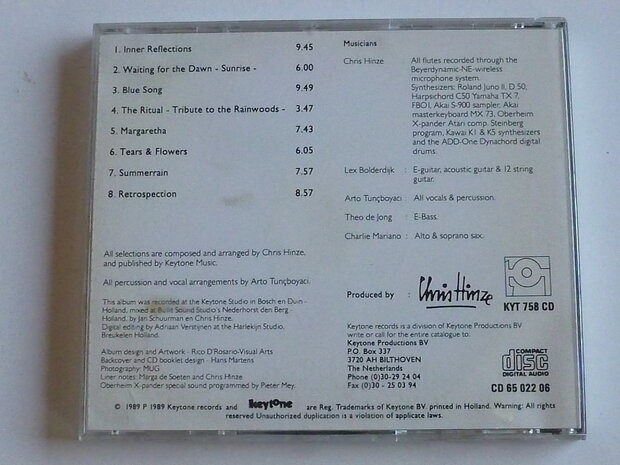 1. Inner Reflections 9.45
2. Waiting for the Dawn - Sunrise - 6.00
3. Blue Song 9.49
4. The Ritual - Tribute to the Rainwoods - 3.47
5. Margaretha 7.43
6. Tears & Flowers 6.05
7. Summerrain 7.57
8. Retrospection 8.57
All selections are composed and arranged by Chris Hinze,
and published by Keytone Music.
All percussion and vocal arrangements by Arto Tunçboyaci.
This album was recorded at the Keytone Studio in Bosch en Duin -
Holland, mixed at Bullit Sound Studio's Nederhorst den Berg -
Holland, by Jan Schuurman en Chris Hinze.
Digital editing by Adriaan Verstijnen at the Harlekijn Studio,
Breukelen Holland.
Album design and Artwork - Rico D'Rosario-Visual Arts
Backcover and CD booklet design - Hans Martens
Photography: MUG
Liner notes: Marga de Soeten and Chris Hinze
Oberheim X-pander special sound programmed by Pieter Mey.
Musicians
Chris Hinze : All flutes recorded through the
Beyerdynamic-NE-wireless
microphone system.
Synthesizers: Roland Juno II, D 50,
Harpsichord C50 Yamaha TX 7,
FBO1, Akai S-900 sampler, Akai
masterkeyboard MX 73, Oberheim
X-pander Atari comp. Steinberg
program, Kawai K1 & K5 synthesizers
and the ADD-One Dynachord digital
drums.
Lex Bolderdijk : E-guitar, acoustic guitar & 12 string
guitar.
Arto Tunçboyaci : All vocals & percussion.
Theo de Jong : E-Bass.
Charlie Mariano : Alto & soprano sax.
Produced by : Chris Hinze
KYT 758 CD
Keytone records is a division of Keytone Productions BV
write or call for the entire catalogue to:
Keytone Productions BV
P.O. Box 337
3720 AH BILTHOVEN
The Netherlands
Phone (0)30-29 24 04
Fax (0)30 - 25 03 94
COMPACT
disc
DIGITAL AUDIO
CD 65 022 06
© 1989 P 1989 Keytone records and keytone are Reg. Trademarks of Keytone BV. printed in Holland. Warning: All rights
reserved Unauthorized duplication is a violation of applicate laws.